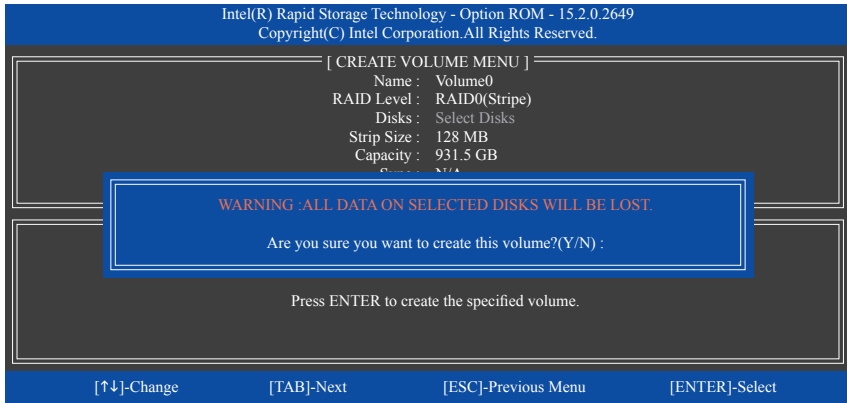 Intel(R) Rapid Storage Technology - Option ROM - 15.2.0.2649
Copyright(C) Intel Corporation.All Rights Reserved.
[ CREATE VOLUME MENU ]
Name : Volume0
RAID Level : RAID0(Stripe)
Disks : Select Disks
Strip Size : 128 MB
Capacity : 931.5 GB
Sync : N/A
WARNING :ALL DATA ON SELECTED DISKS WILL BE LOST.
Are you sure you want to create this volume?(Y/N) :
Press ENTER to create the specified volume.
[↑↓]-Change [TAB]-Next [ESC]-Previous Menu [ENTER]-Select